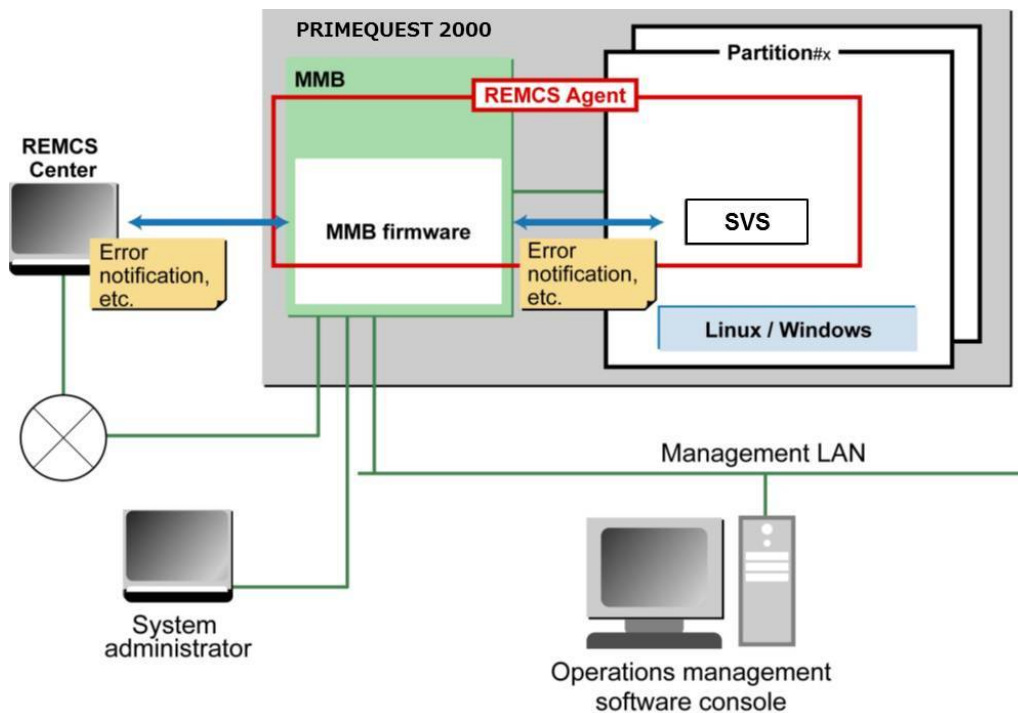 PRIMEQUEST 2000
MMB
Partition#x
REMCS Agent
REMCS
Center
MMB firmware
SVS
Error
notification,
etc.
Error
notification,
etc.
Linux / Windows
Management LAN
System
administrator
Operations management
software console